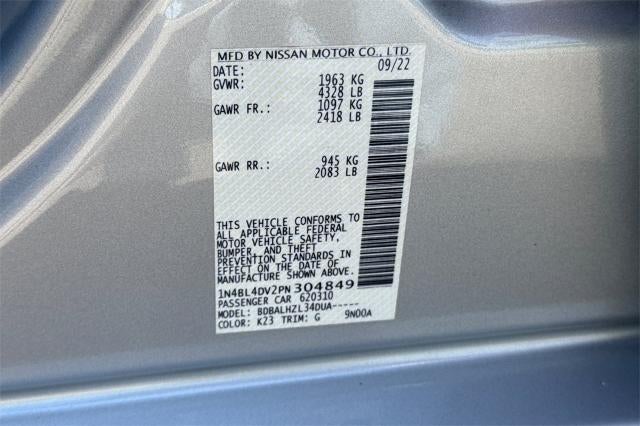 MFD BY NISSAN MOTOR CO., LTD.
DATE: 09/22
GVWR: 1963 KG
4328 LB
GAWR FR.: 1097 KG
2418 LB
GAWR RR.: 945 KG
2083 LB
THIS VEHICLE CONFORMS TO
ALL APPLICABLE FEDERAL
MOTOR VEHICLE SAFETY,
BUMPER, AND THEFT
PREVENTION STANDARDS IN
EFFECT ON THE DATE OF
MANUFACTURE SHOWN ABOVE.
1N4BL4DV2PN304849
PASSENGER CAR 620310
MODEL: BDBALHZL34DUA-----
COLOR: K23 TRIM: G 9N00A